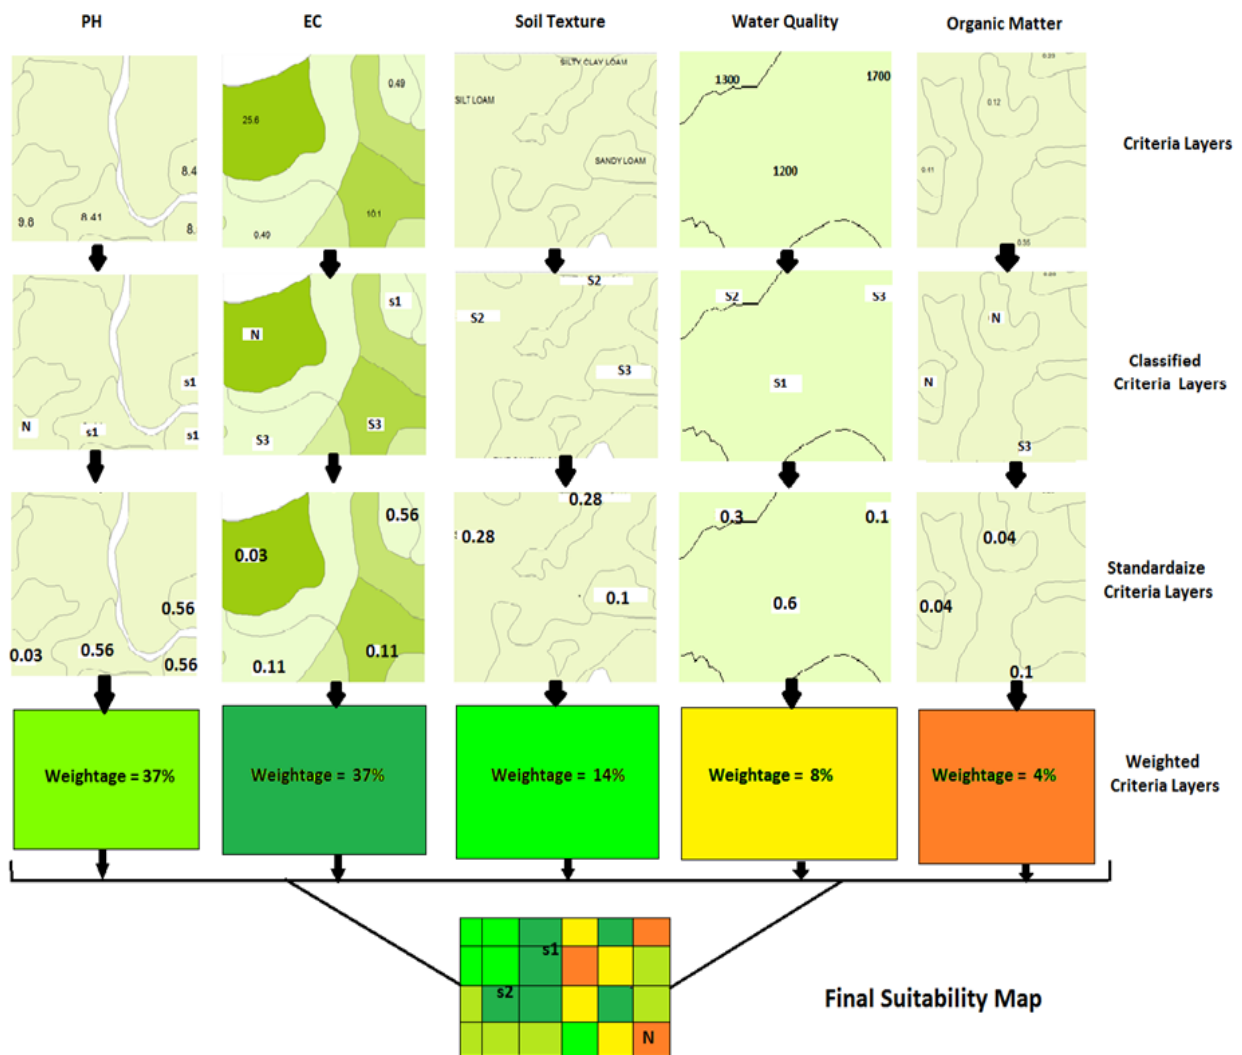 PH
EC
Soil Texture
Water Quality
Organic Matter
SILTY CLAY LOAM
0.49
1300
1700
25.6
SILT LOAM
0.12
Criteria Layers
SANDY LOAM
8.4
1200
0.41
9.8
8.41
10.1
8.
0.49
0.35
S2
s1
S2
S3
S2
N
N
Classified
Criteria Layers
s1
S3
S1
N
N
s1
s1
S3
S3
S3
0.28
0.56
0.3
0.1
0.03
0.28
0.04
Standardaize
Criteria Layers
0.56
0.1
0.6
0.04
0.03
0.56
0.56
0.11
0.11
0.1
Weightage = 37%
Weightage = 37%
Weightage = 14%
Weightage = 8%
Weightage = 4%
Weighted
Criteria Layers
s1
s2
Final Suitability Map
N